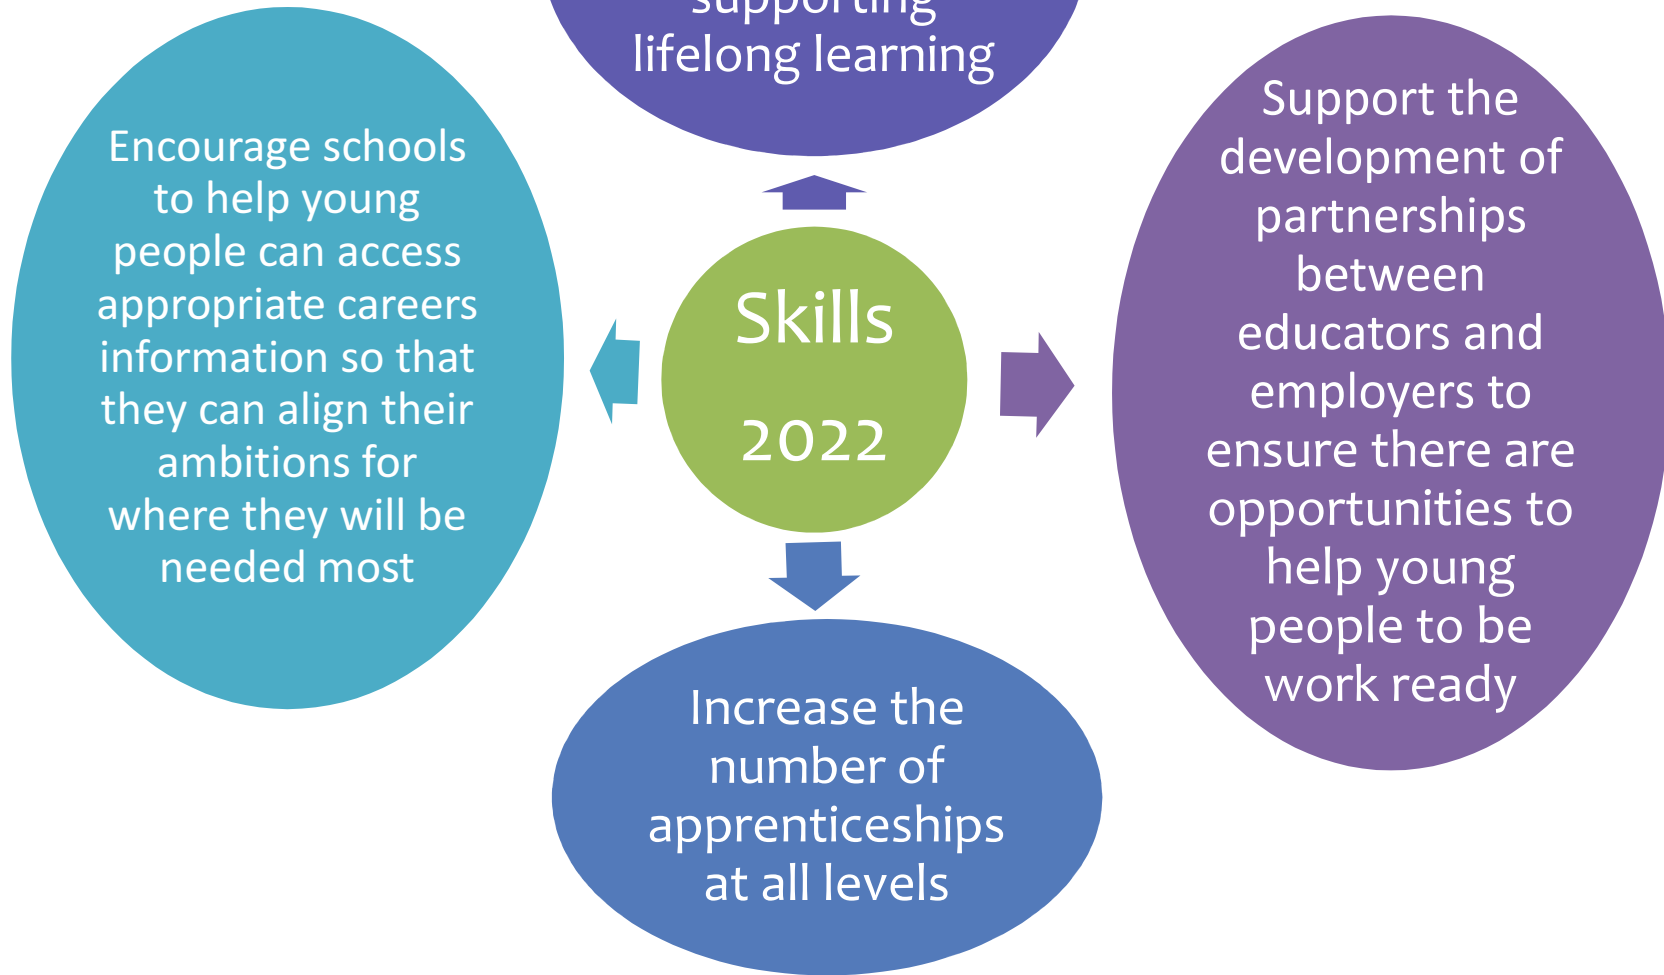 supporting
lifelong learning
Encourage schools
to help young
people can access
appropriate careers
information so that
they can align their
ambitions for
where they will be
needed most
Skills
2022
Support the
development of
partnerships
between
educators and
employers to
ensure there are
opportunities to
help young
people to be
work ready
Increase the
number of
apprenticeships
at all levels